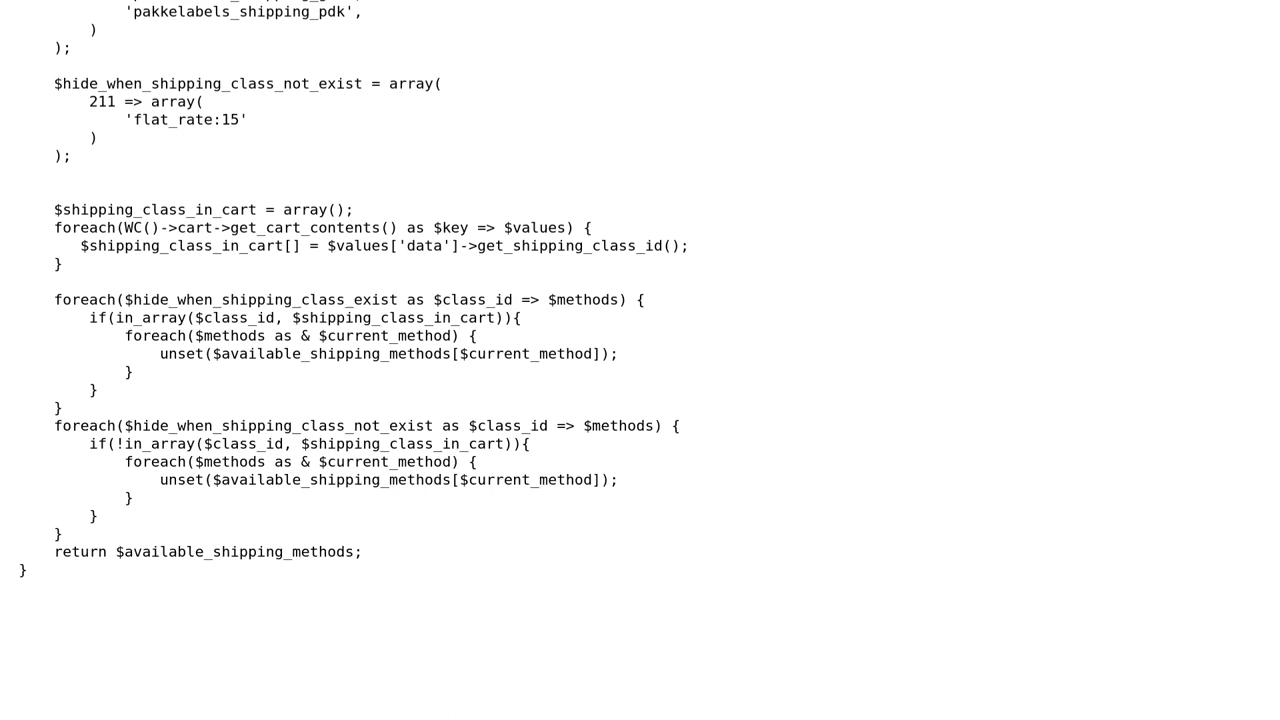 'pakkelabels_shipping_pdk',
)
);
$hide_when_shipping_class_not_exist = array(
211 => array(
'flat_rate:15'
)
);
$shipping_class_in_cart = array();
foreach(WC()->cart->get_cart_contents() as $key => $values) {
$shipping_class_in_cart[] = $values['data']->get_shipping_class_id();
}
foreach($hide_when_shipping_class_exist as $class_id => $methods) {
if(in_array($class_id, $shipping_class_in_cart)){
foreach($methods as & $current_method) {
unset($available_shipping_methods[$current_method]);
}
}
}
foreach($hide_when_shipping_class_not_exist as $class_id => $methods) {
if(!in_array($class_id, $shipping_class_in_cart)){
foreach($methods as & $current_method) {
unset($available_shipping_methods[$current_method]);
}
}
}
return $available_shipping_methods;
}